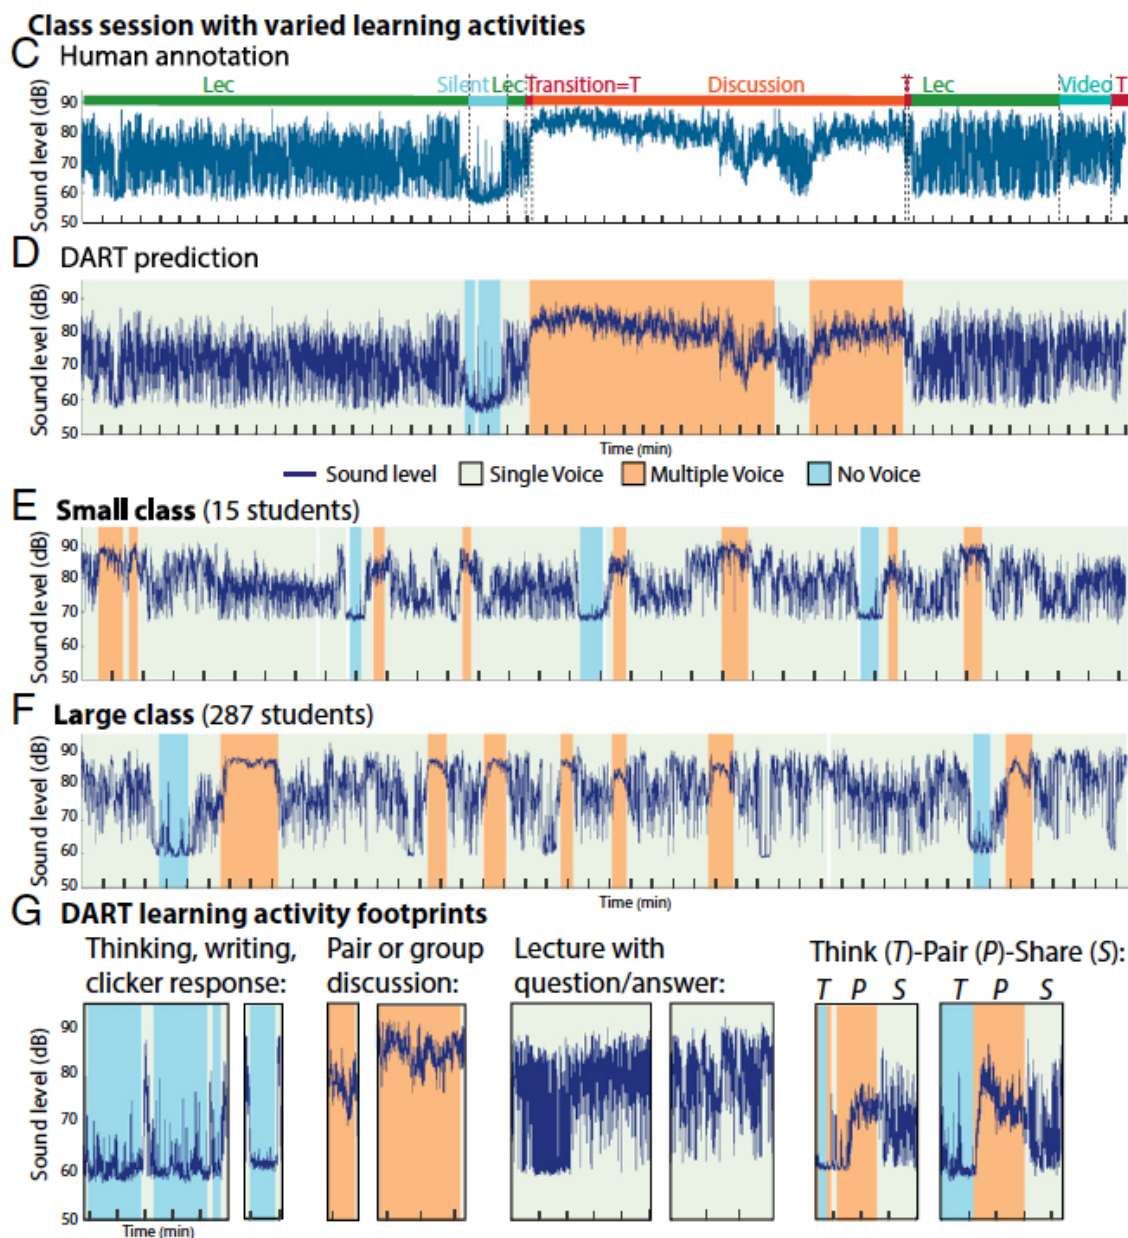 Class session with varied learning activities
C Human annotation
Lec Silent Lec Transition=T Discussion T Lec Video T
Sound level (dB)
90
80
70
60
50
D DART prediction
Sound level (dB)
90
80
70
60
50
Time (min)
Sound level Single Voice Multiple Voice No Voice
E Small class (15 students)
Sound level (dB)
90
80
70
60
50
F Large class (287 students)
Sound level (dB)
90
80
70
60
50
Time (min)
G DART learning activity footprints
Thinking, writing, clicker response:
Pair or group discussion:
Lecture with question/answer:
Think (T)-Pair (P)-Share (S):
T P S T P S
Sound level (dB)
90
80
70
60
50
Time (min)